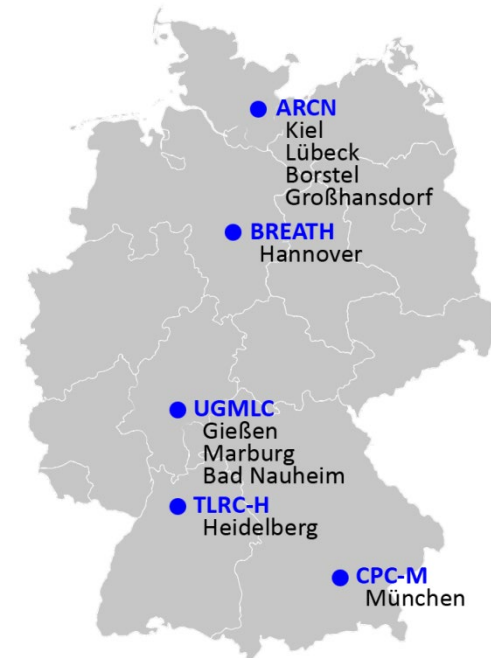 ARCN
Kiel
Lübeck
Borstel
Großhansdorf
BREATH
Hannover
UGMLC
Gießen
Marburg
Bad Nauheim
TLRC-H
Heidelberg
CPC-M
München